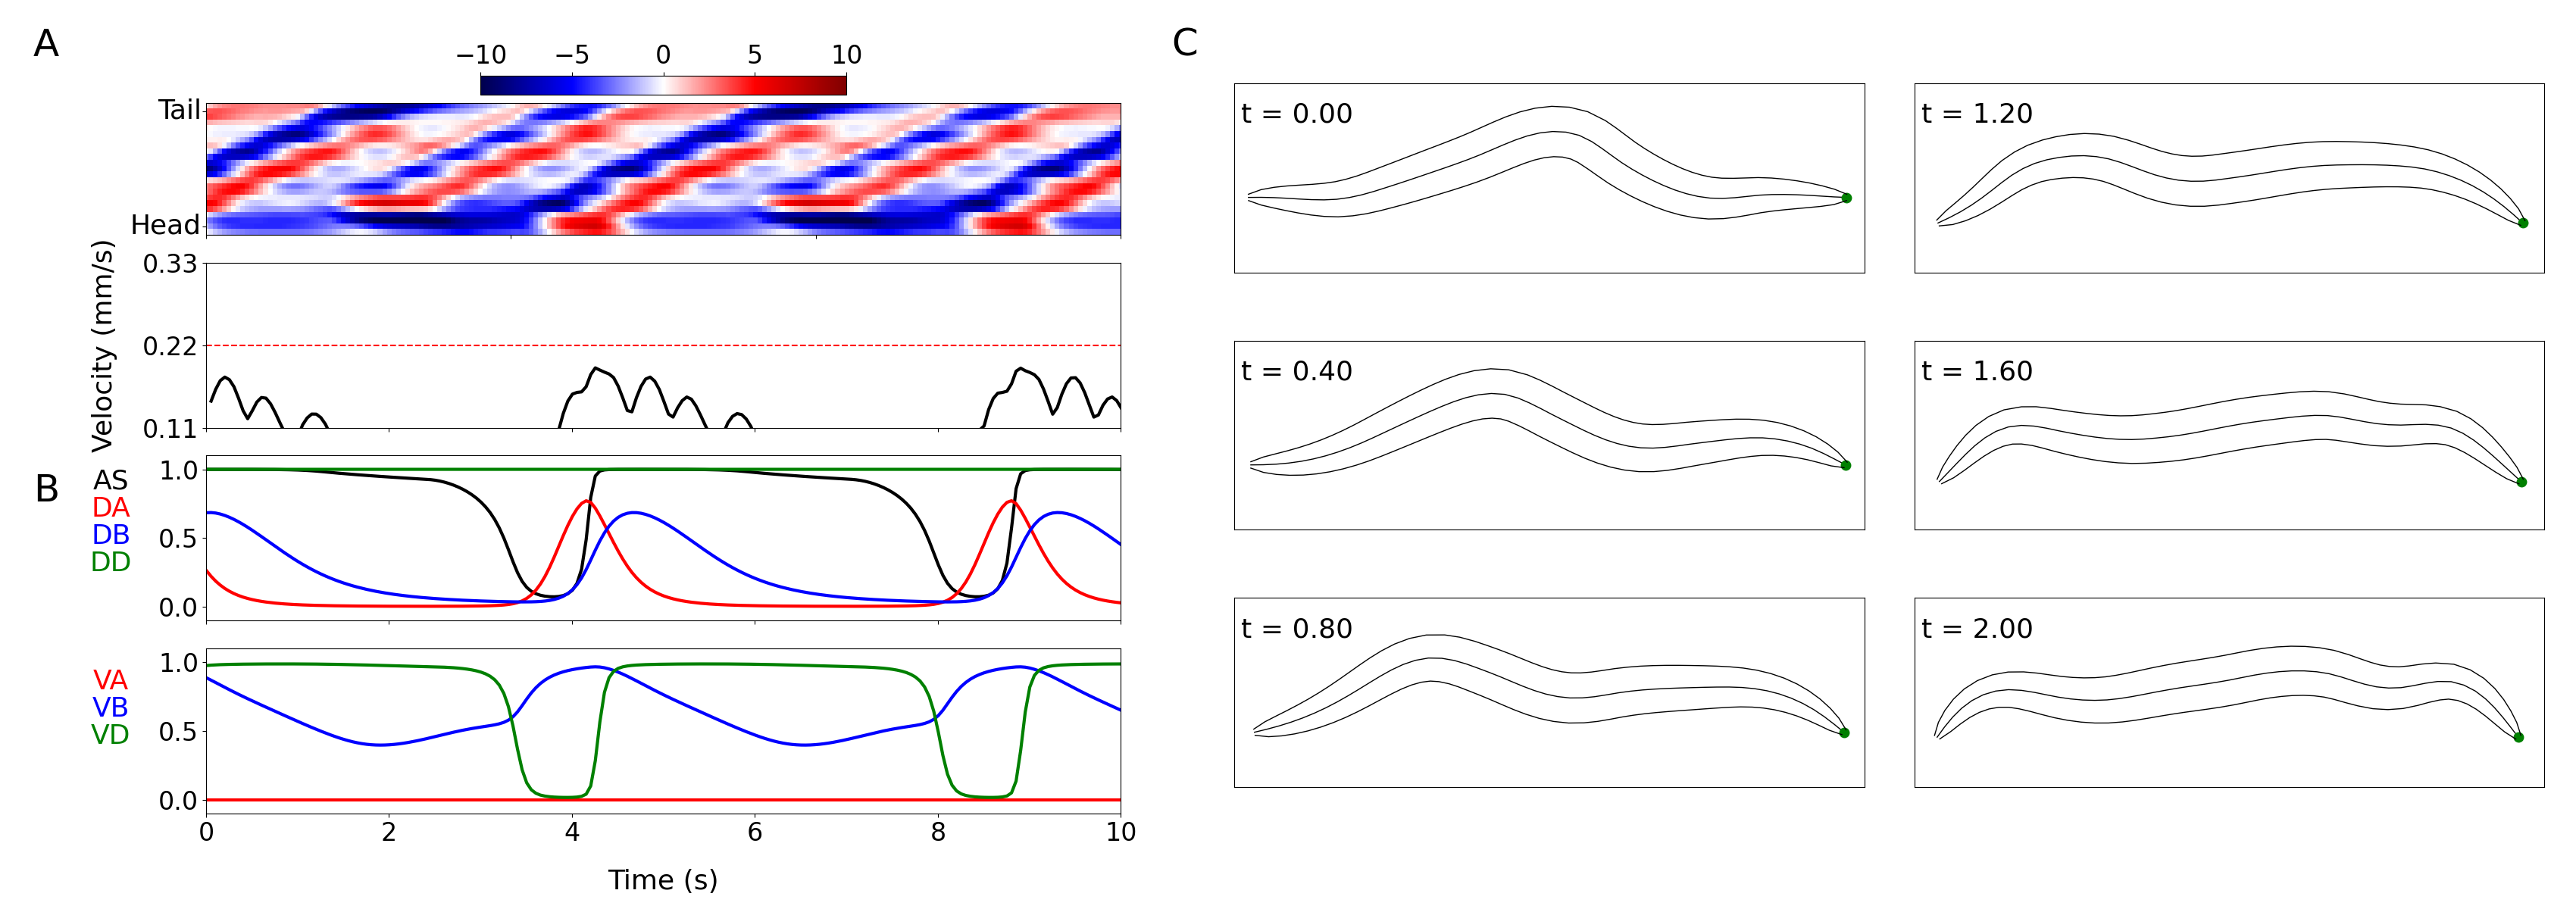 A
−10 −5 0 5 10
Tail
Head
Velocity (mm/s)
0.33
0.22
0.11
B
AS
DA
DB
DD
1.0
0.5
0.0
VA
VB
VD
1.0
0.5
0.0
0 2 4 6 8 10
Time (s)
C
t = 0.00
t = 1.20
t = 0.40
t = 1.60
t = 0.80
t = 2.00